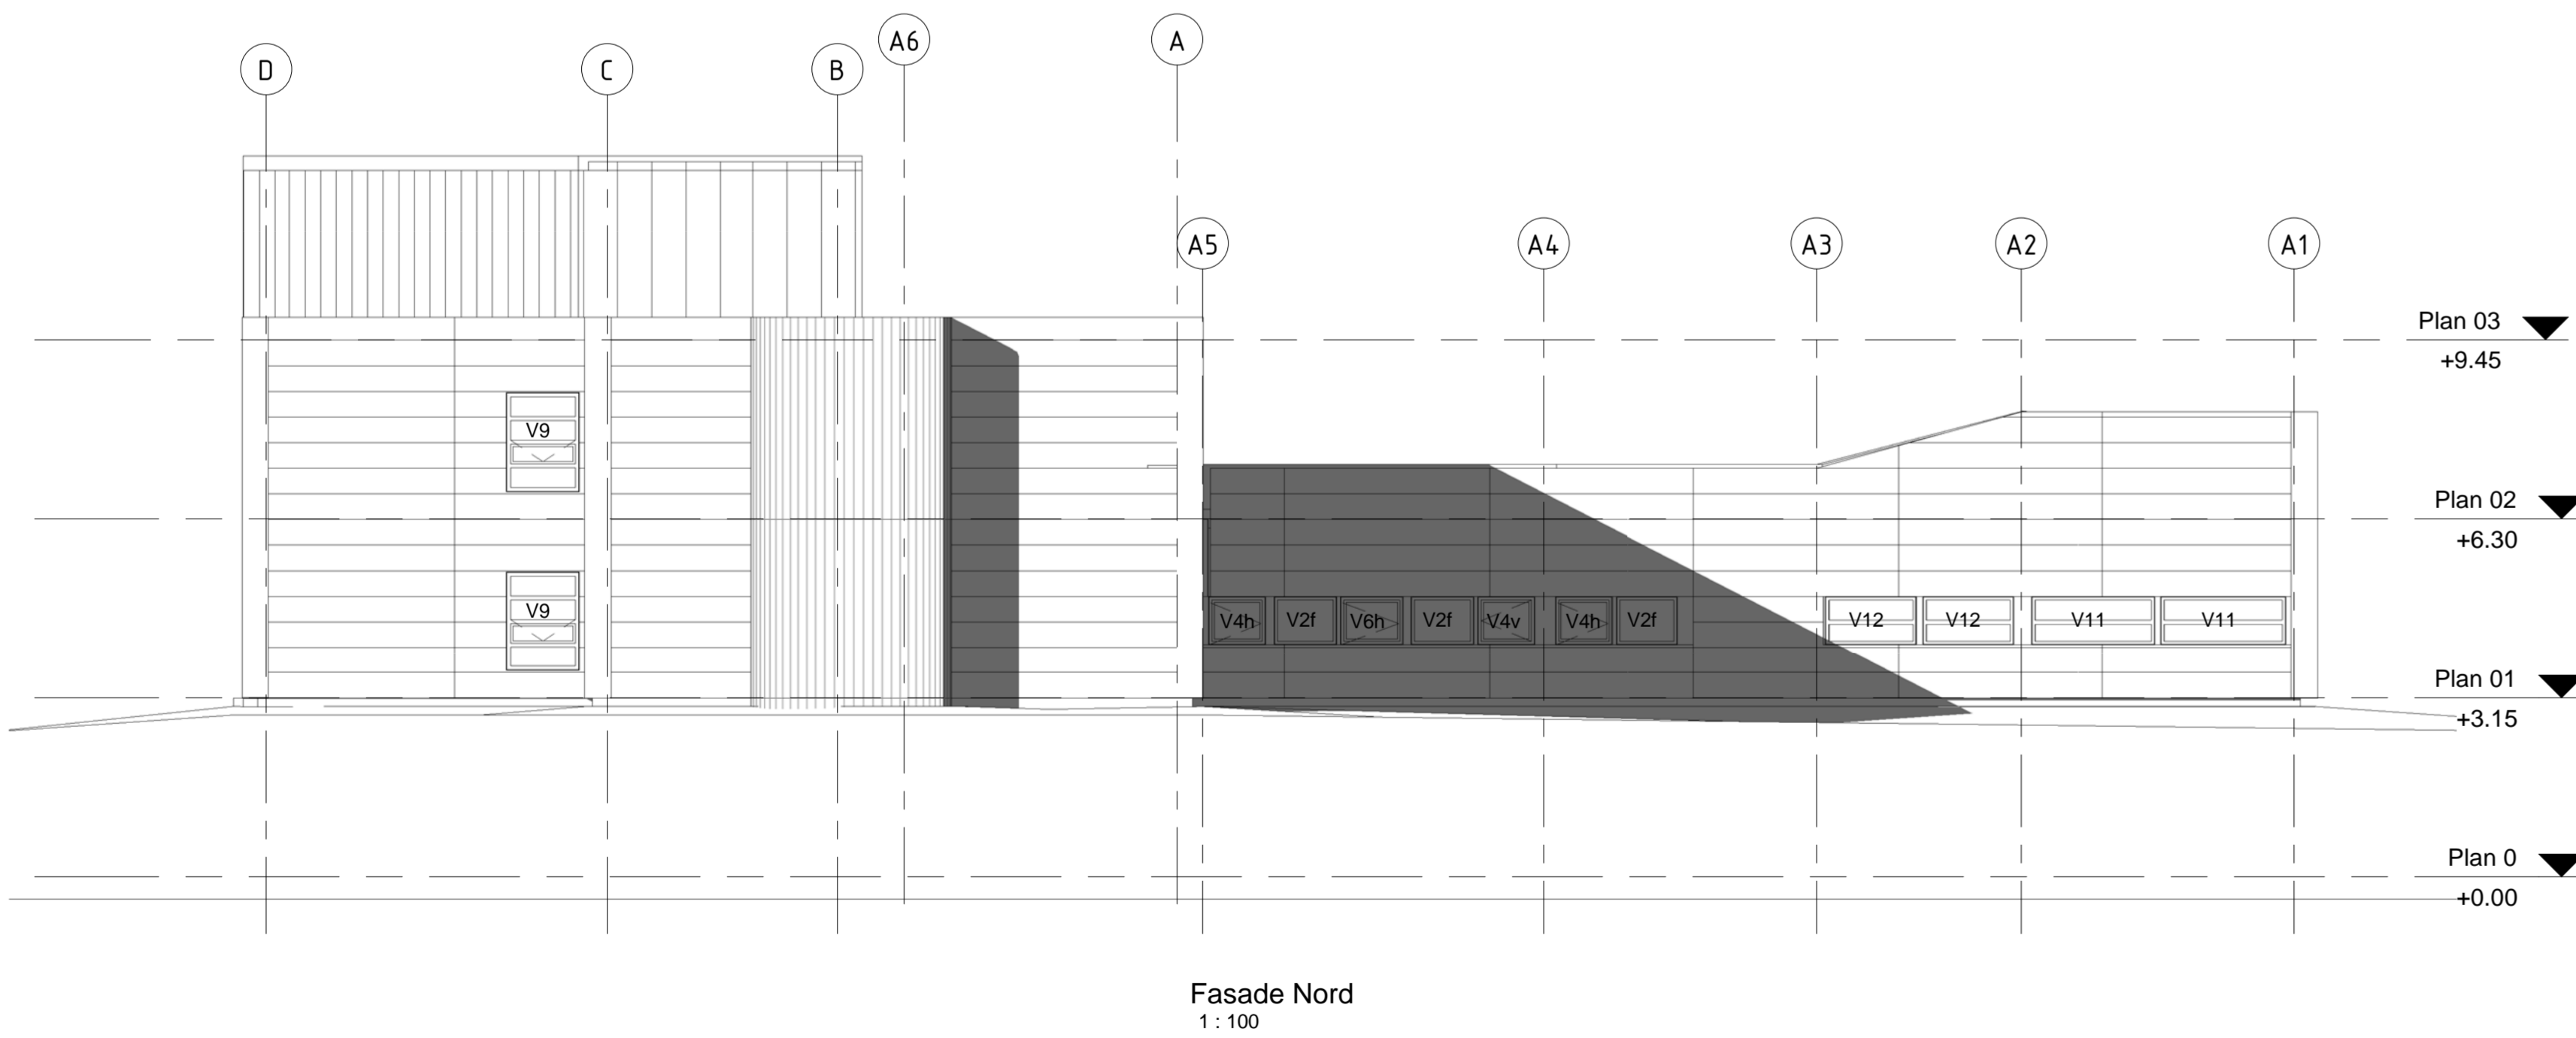 A6 A
D C B
A5 A4 A3 A2 A1
Plan 03
+9.45
V9
Plan 02
+6.30
V9
V4h V2f V6h V2f V4v V4h V2f V12 V12 V11 V11
Plan 01
+3.15
Plan 0
+0.00
Fasade Nord
1 : 100